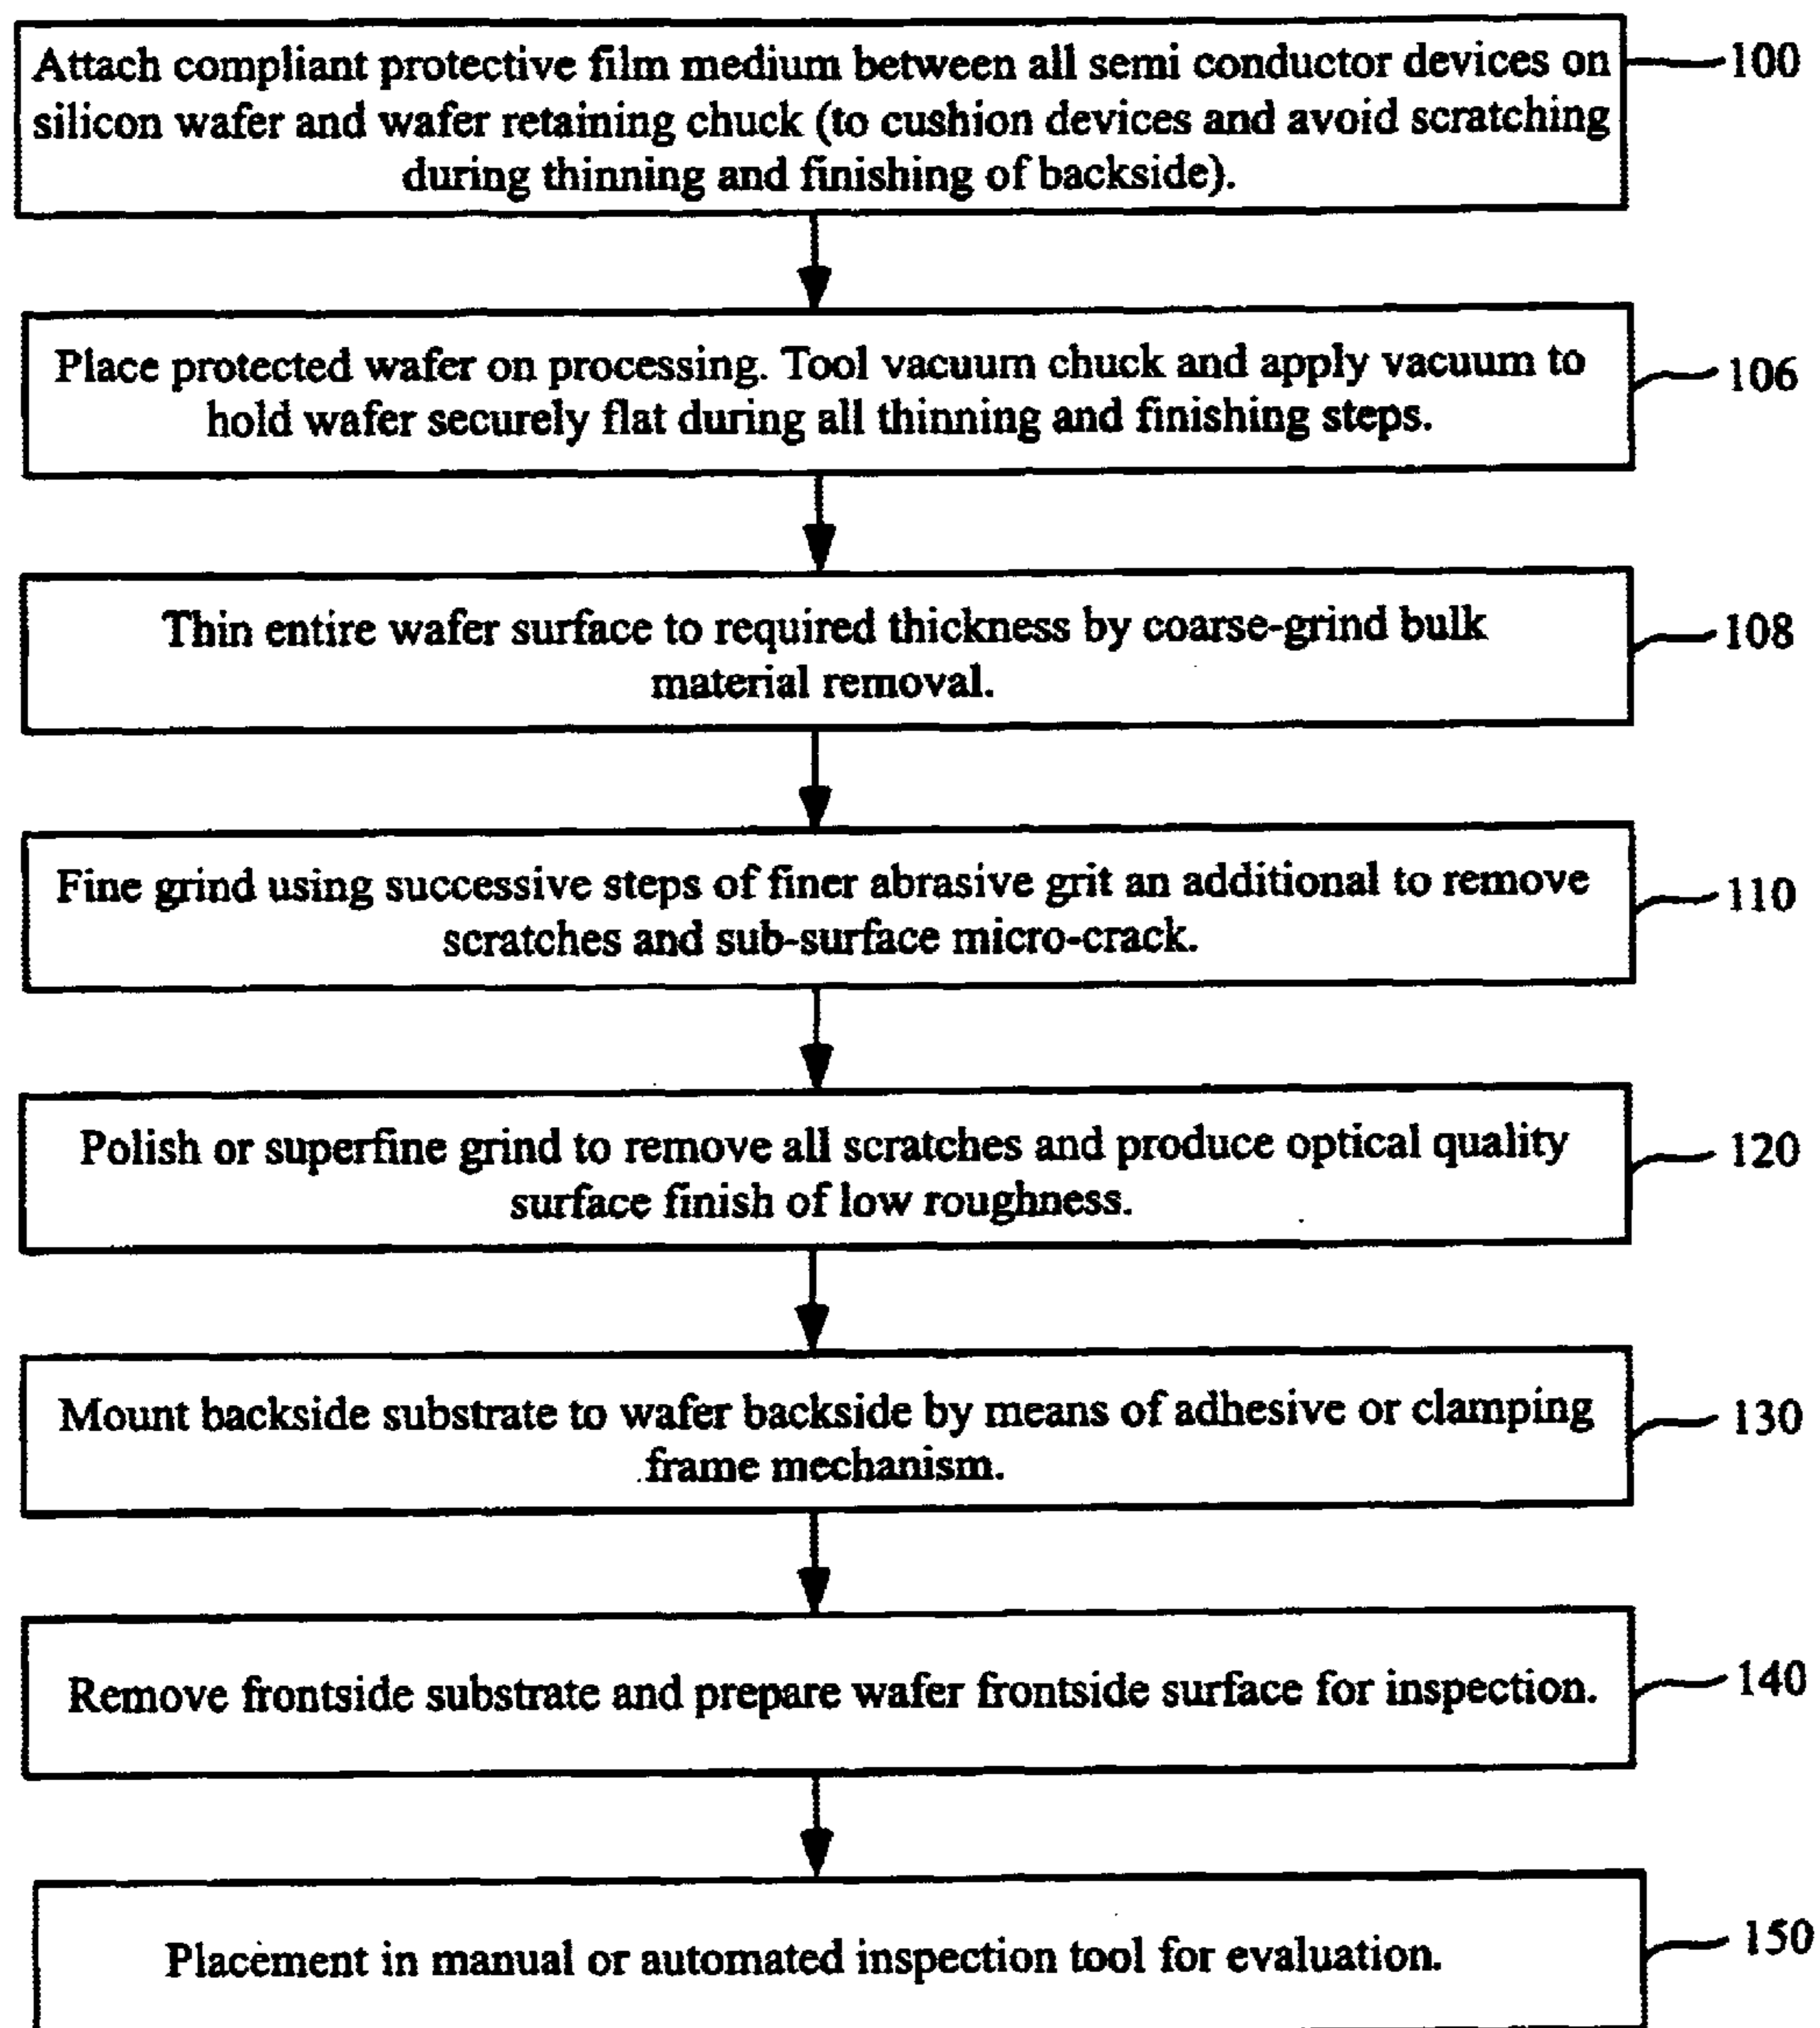 Attach compliant protective film medium between all semi conductor devices on
silicon wafer and wafer retaining chuck (to cushion devices and avoid scratching
during thinning and finishing of backside).
100
Place protected wafer on processing. Tool vacuum chuck and apply vacuum to
hold wafer securely flat during all thinning and finishing steps.
106
Thin entire wafer surface to required thickness by coarse-grind bulk
material removal.
108
Fine grind using successive steps of finer abrasive grit an additional to remove
scratches and sub-surface micro-crack.
110
Polish or superfine grind to remove all scratches and produce optical quality
surface finish of low roughness.
120
Mount backside substrate to wafer backside by means of adhesive or clamping
frame mechanism.
130
Remove frontside substrate and prepare wafer frontside surface for inspection.
140
Placement in manual or automated inspection tool for evaluation.
150